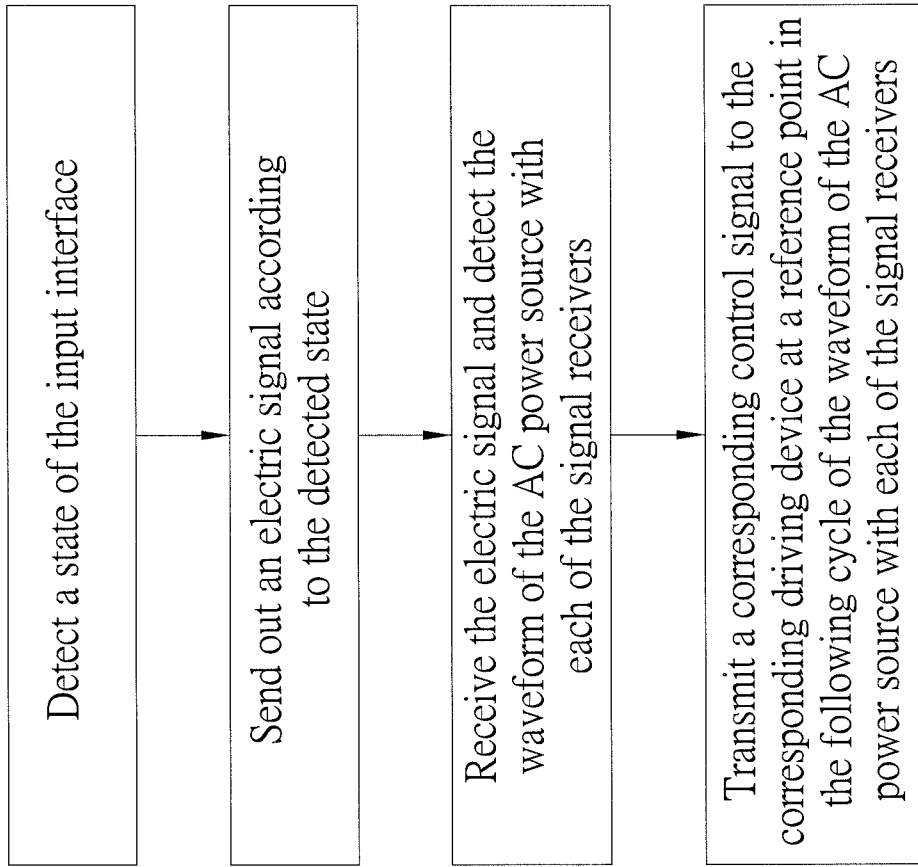 Detect a state of the input interface
Send out an electric signal according
to the detected state
Receive the electric signal and detect the
waveform of the AC power source with
each of the signal receivers
Transmit a corresponding control signal to the
corresponding driving device at a reference point in
the following cycle of the waveform of the AC
power source with each of the signal receivers